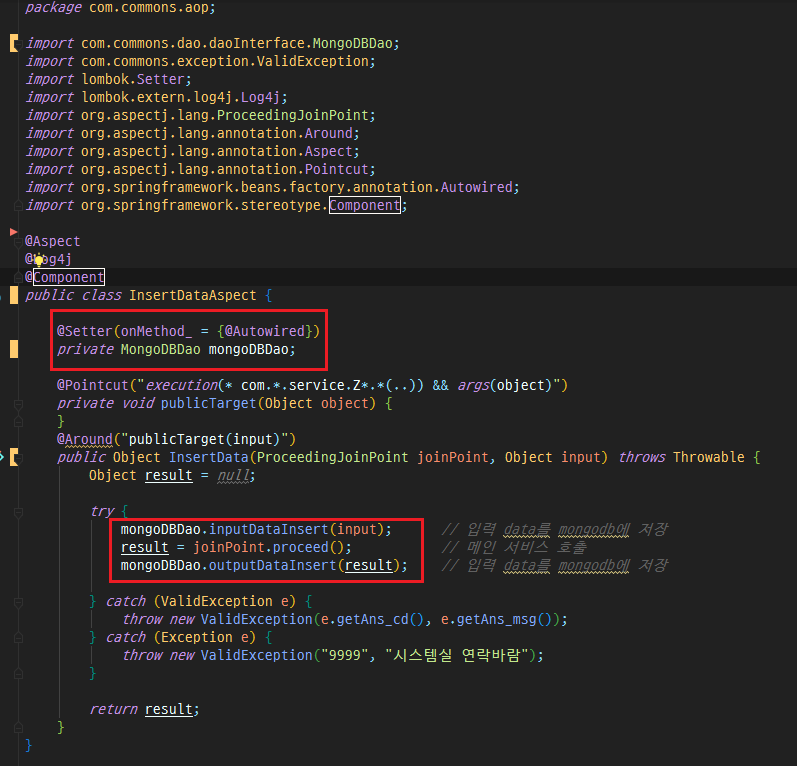 package com.commons.aop;
import com.commons.dao.daoInterface.MongoDBDao;
import com.commons.exception.ValidException;
import lombok.Setter;
import lombok.extern.log4j.Log4j;
import org.aspectj.lang.ProceedingJoinPoint;
import org.aspectj.lang.annotation.Around;
import org.aspectj.lang.annotation.Aspect;
import org.aspectj.lang.annotation.Pointcut;
import org.springframework.beans.factory.annotation.Autowired;
import org.springframework.stereotype.Component;
@Aspect
@Log4j
@Component
public class InsertDataAspect {
@Setter(onMethod_ = {@Autowired})
private MongoDBDao mongoDBDao;
@Pointcut("execution(* com.*.service.Z*.*(..)) && args(object)")
private void publicTarget(Object object) {
}
@Around("publicTarget(input)")
public Object InsertData(ProceedingJoinPoint joinPoint, Object input) throws Throwable {
Object result = null;
try {
mongoDBDao.inputDataInsert(input); // 입력 data를 mongodb에 저장
result = joinPoint.proceed(); // 메인 서비스 호출
mongoDBDao.outputDataInsert(result); // 입력 data를 mongodb에 저장
} catch (ValidException e) {
throw new ValidException(e.getAns_cd(), e.getAns_msg());
} catch (Exception e) {
throw new ValidException("9999", "시스템실 연락바람");
}
return result;
}
}